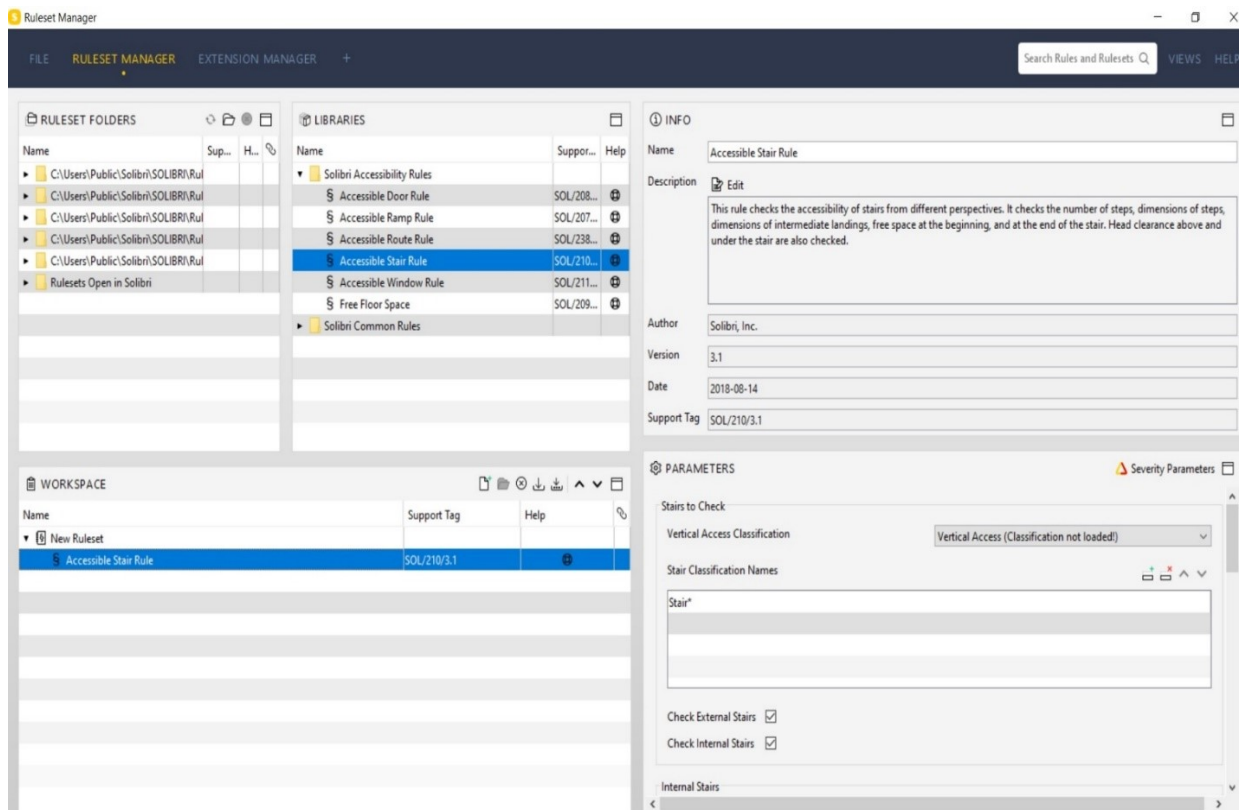 Ruleset Manager
FILE RULESET MANAGER EXTENSION MANAGER +
Search Rules and Rulesets
VIEWS HELP
RULESET FOLDERS
Name Sup... H...
C:\Users\Public\Solibri\SOLIBRI\Rul
C:\Users\Public\Solibri\SOLIBRI\Rul
C:\Users\Public\Solibri\SOLIBRI\Rul
C:\Users\Public\Solibri\SOLIBRI\Rul
C:\Users\Public\Solibri\SOLIBRI\Rul
Rulesets Open in Solibri
LIBRARIES
Name Suppor... Help
Solibri Accessibility Rules
§ Accessible Door Rule SOL/208...
§ Accessible Ramp Rule SOL/207...
§ Accessible Route Rule SOL/238...
§ Accessible Stair Rule SOL/210...
§ Accessible Window Rule SOL/211...
§ Free Floor Space SOL/209...
Solibri Common Rules
INFO
Name Accessible Stair Rule
Description Edit
This rule checks the accessibility of stairs from different perspectives. It checks the number of steps, dimensions of steps,
dimensions of intermediate landings, free space at the beginning, and at the end of the stair. Head clearance above and
under the stair are also checked.
Author Solibri, Inc.
Version 3.1
Date 2018-08-14
Support Tag SOL/210/3.1
WORKSPACE
Name Support Tag Help
New Ruleset
§ Accessible Stair Rule SOL/210/3.1
PARAMETERS
Severity Parameters
Stairs to Check
Vertical Access Classification Vertical Access (Classification not loaded!)
Stair Classification Names
Stair*
Check External Stairs
Check Internal Stairs
Internal Stairs